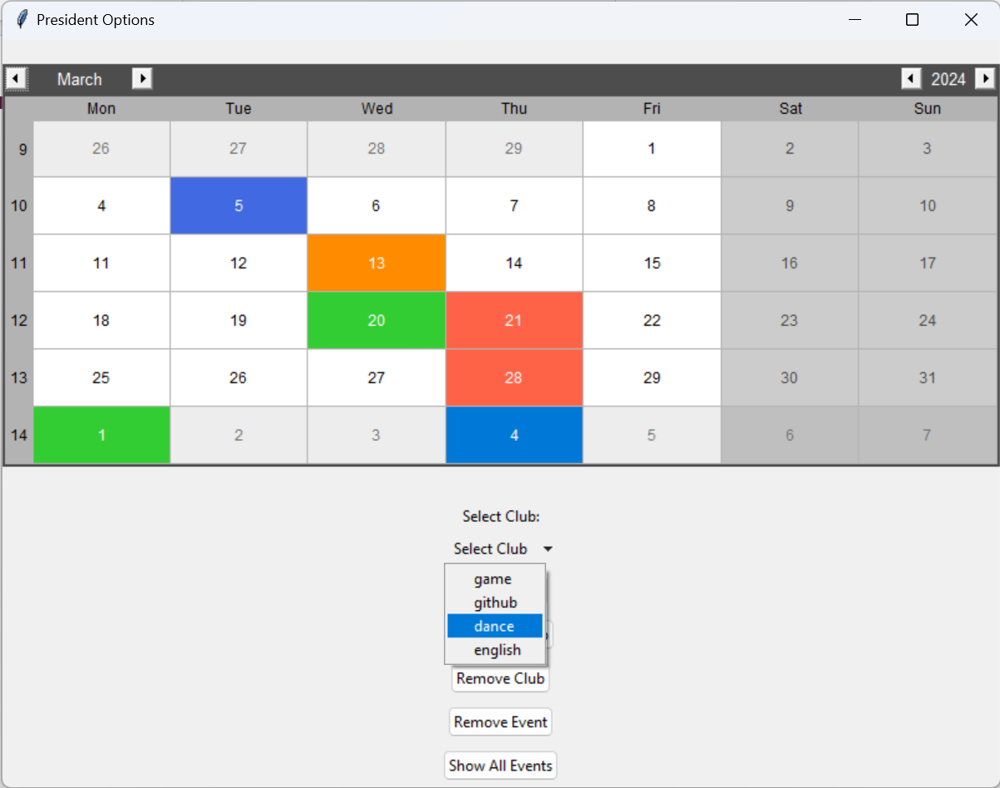 President Options
March 2024
Mon Tue Wed Thu Fri Sat Sun
9 26 27 28 29 1 2 3
10 4 5 6 7 8 9 10
11 11 12 13 14 15 16 17
12 18 19 20 21 22 23 24
13 25 26 27 28 29 30 31
14 1 2 3 4 5 6 7
Select Club:
Select Club
game
github
dance
english
Remove Club
Remove Event
Show All Events